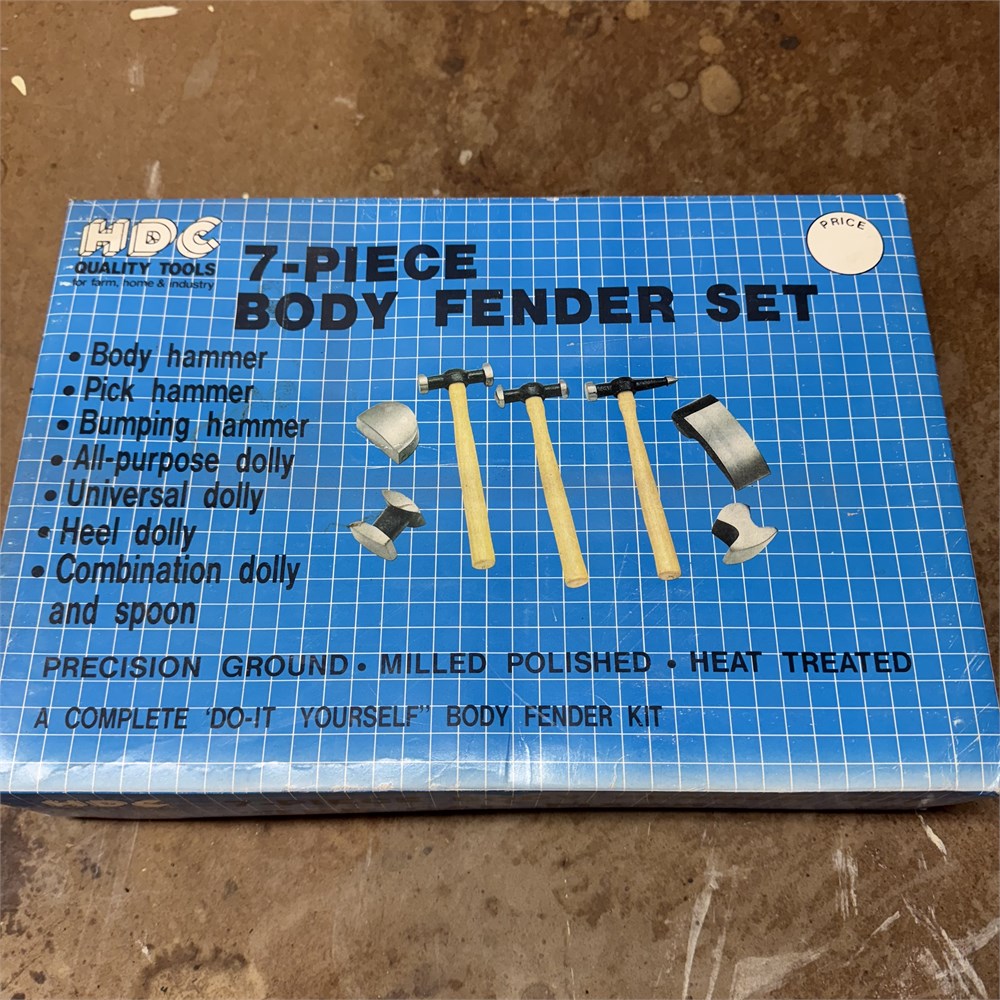 HDC
QUALITY TOOLS
for farm, home & industry
7-PIECE
BODY FENDER SET
PRICE
• Body hammer
• Pick hammer
• Bumping hammer
• All-purpose dolly
• Universal dolly
• Heel dolly
• Combination dolly
and spoon
PRECISION GROUND • MILLED POLISHED • HEAT TREATED
A COMPLETE 'DO-IT YOURSELF" BODY FENDER KIT
HDC